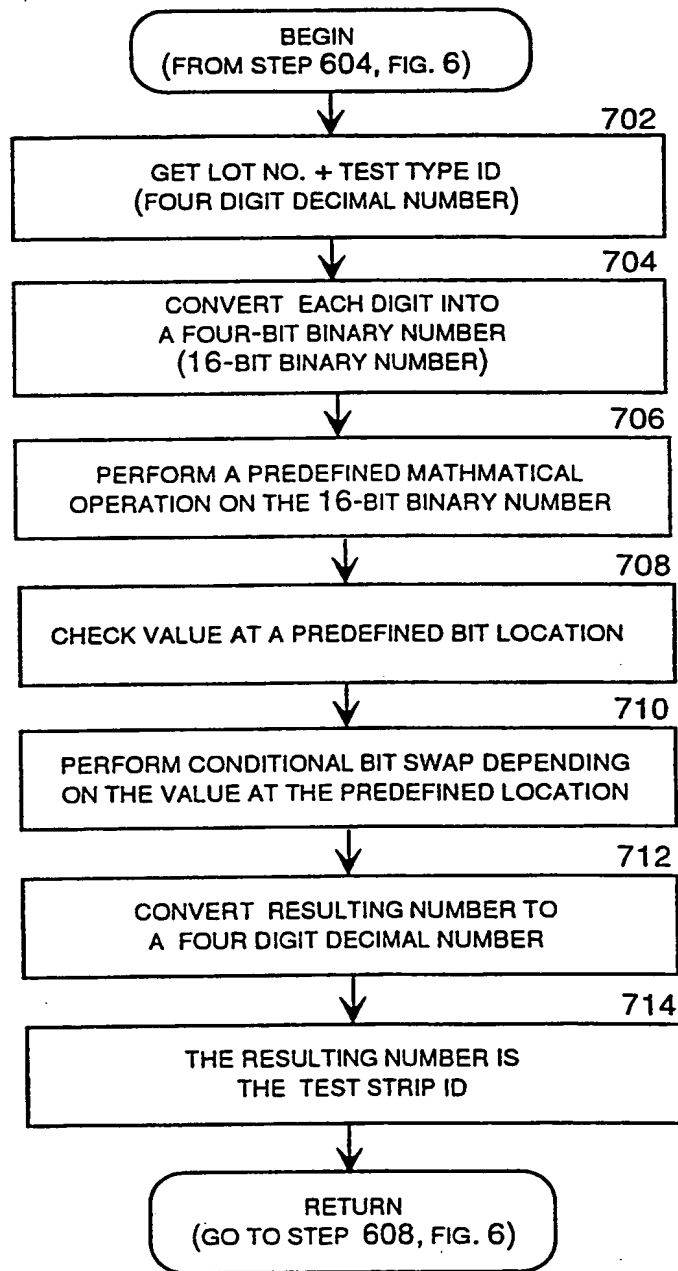 BEGIN
(FROM STEP 604, FIG. 6)
702
GET LOT NO. + TEST TYPE ID
(FOUR DIGIT DECIMAL NUMBER)
704
CONVERT EACH DIGIT INTO
A FOUR-BIT BINARY NUMBER
(16-BIT BINARY NUMBER)
706
PERFORM A PREDEFINED MATHMATICAL
OPERATION ON THE 16-BIT BINARY NUMBER
708
CHECK VALUE AT A PREDEFINED BIT LOCATION
710
PERFORM CONDITIONAL BIT SWAP DEPENDING
ON THE VALUE AT THE PREDEFINED LOCATION
712
CONVERT RESULTING NUMBER TO
A FOUR DIGIT DECIMAL NUMBER
714
THE RESULTING NUMBER IS
THE TEST STRIP ID
RETURN
(GO TO STEP 608, FIG. 6)